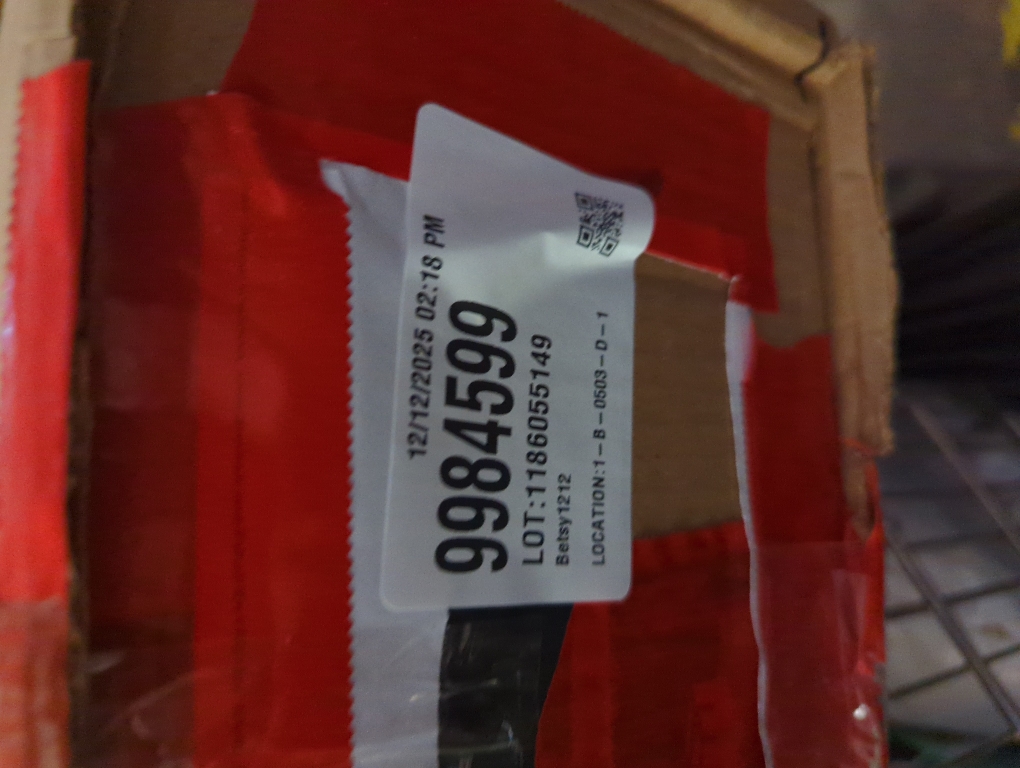 12/12/2025 02:18 PM
9984599
LOT:1186055149
Betsy1212
LOCATION:1-B-0503-D-1